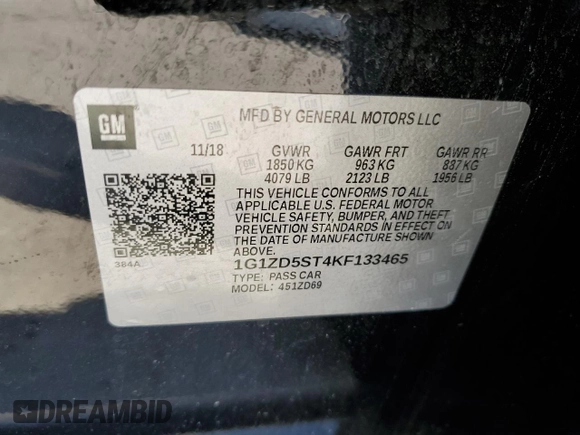 GM
MFD BY GENERAL MOTORS LLC
11/18 GVWR GAWR FRT GAWR RR
1850 KG 963 KG 887 KG
4079 LB 2123 LB 1956 LB
THIS VEHICLE CONFORMS TO ALL
APPLICABLE U.S. FEDERAL MOTOR
VEHICLE SAFETY, BUMPER, AND THEFT
PREVENTION STANDARDS IN EFFECT ON
THE DATE OF MANUFACTURE SHOWN
ABOVE.
384A
1G1ZD5ST4KF133465
TYPE: PASS CAR
MODEL: 451ZD69
DREAMBID